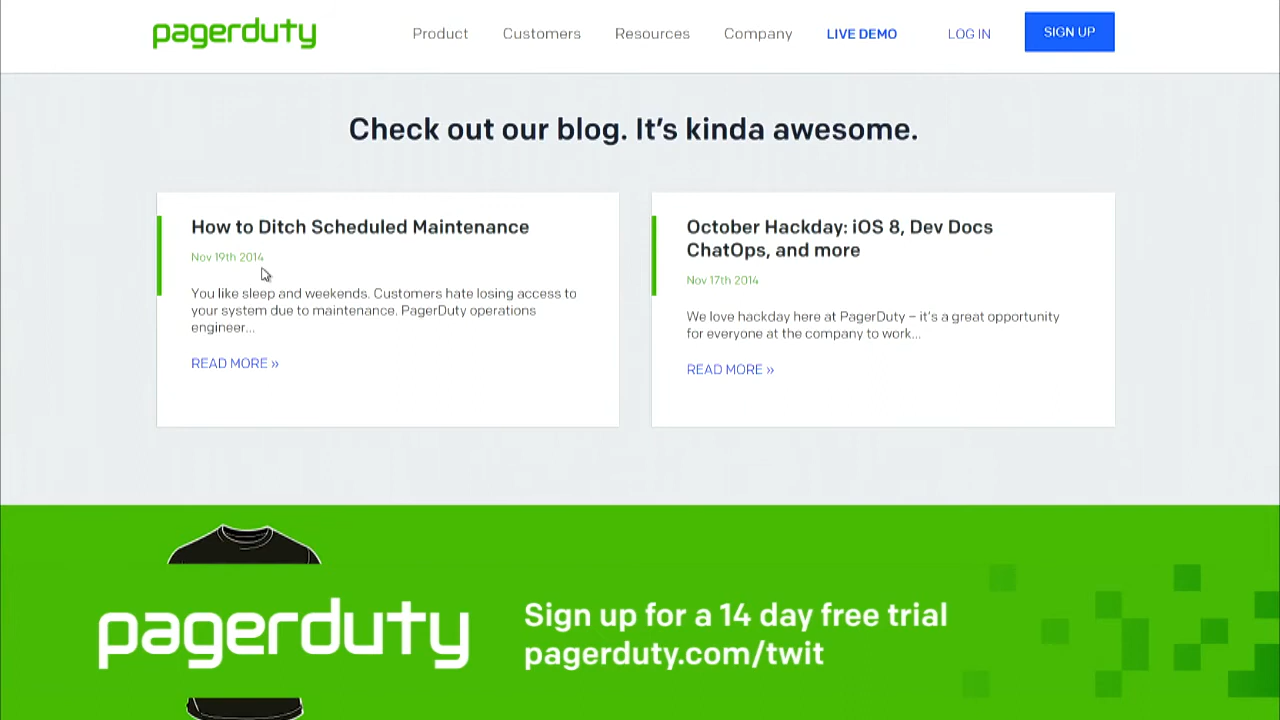 pagerduty
Product Customers Resources Company LIVE DEMO LOG IN SIGN UP
Check out our blog. It's kinda awesome.
How to Ditch Scheduled Maintenance
Nov 19th 2014
You like sleep and weekends. Customers hate losing access to
your system due to maintenance. PagerDuty operations
engineer...
READ MORE »
October Hackday: iOS 8, Dev Docs
ChatOps, and more
Nov 17th 2014
We love hackday here at PagerDuty – it's a great opportunity
for everyone at the company to work...
READ MORE »
pagerduty
Sign up for a 14 day free trial
pagerduty.com/twit